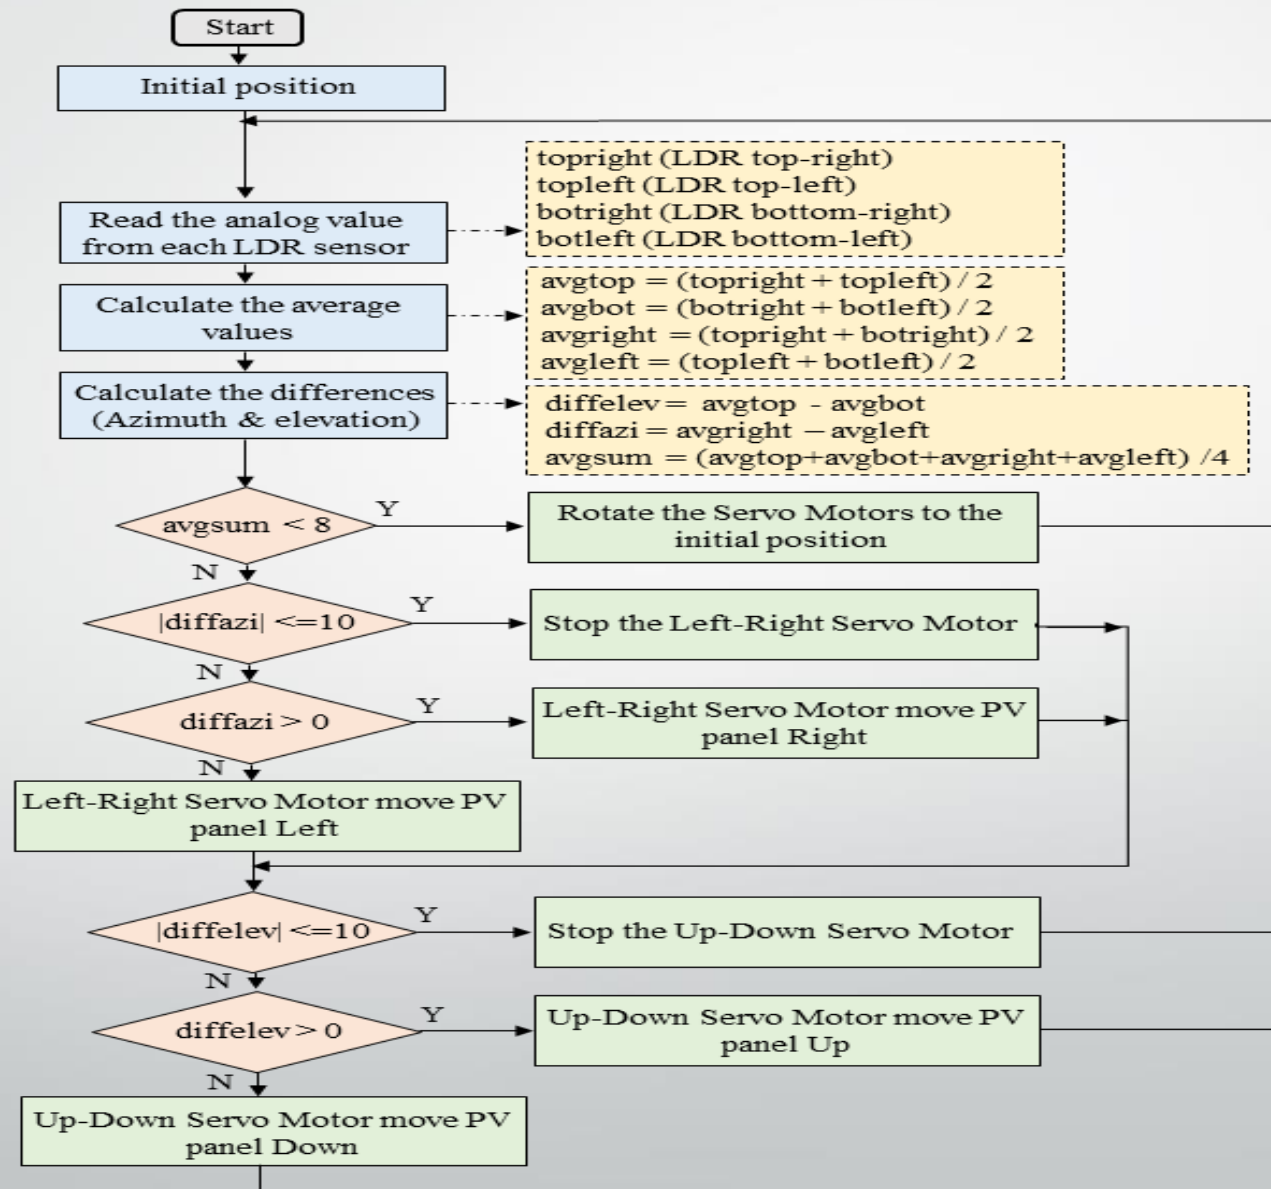 Start
Initial position
topright (LDR top-right)
topleft (LDR top-left)
botright (LDR bottom-right)
botleft (LDR bottom-left)
Read the analog value
from each LDR sensor
avgtop = (topright + topleft) / 2
avgbot = (botright + botleft) / 2
avgright = (topright + botright) / 2
avgleft = (topleft + botleft) / 2
Calculate the average
values
Calculate the differences
(Azimuth & elevation)
diffelev = avgtop - avgbot
diffazi = avgright – avgleft
avgsum = (avgtop+avgbot+avgright+avgleft) /4
avgsum < 8
Y
Rotate the Servo Motors to the
initial position
N
|diffazi| <=10
Y
Stop the Left-Right Servo Motor
N
diffazi > 0
Y
Left-Right Servo Motor move PV
panel Right
N
Left-Right Servo Motor move PV
panel Left
|diffelev| <=10
Y
Stop the Up-Down Servo Motor
N
diffelev > 0
Y
Up-Down Servo Motor move PV
panel Up
N
Up-Down Servo Motor move PV
panel Down